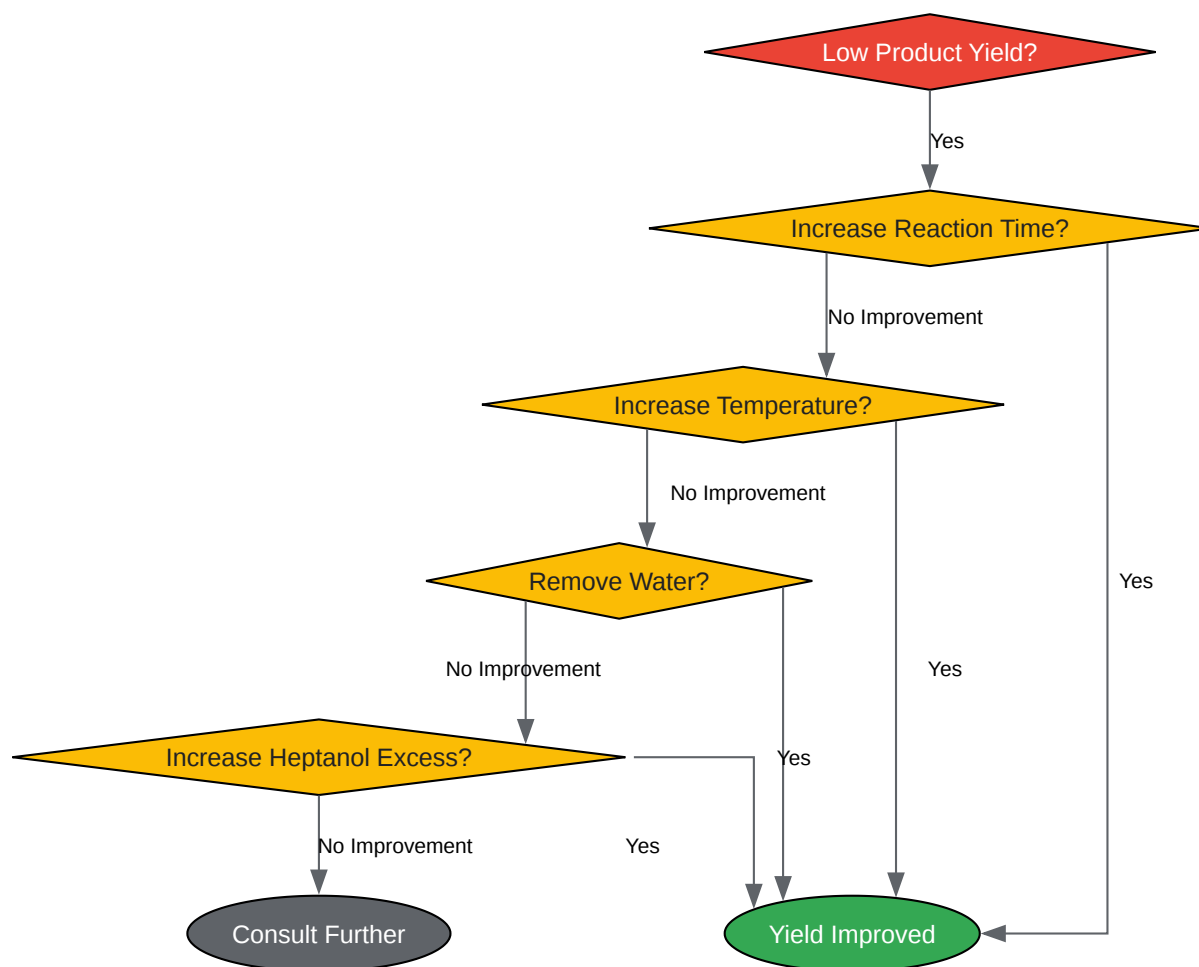 Low Product Yield?
Yes
Increase Reaction Time?
No Improvement
Increase Temperature?
No Improvement
Remove Water?
Yes
No Improvement
Yes
Increase Heptanol Excess?
Yes
No Improvement
Yes
Consult Further
Yield Improved